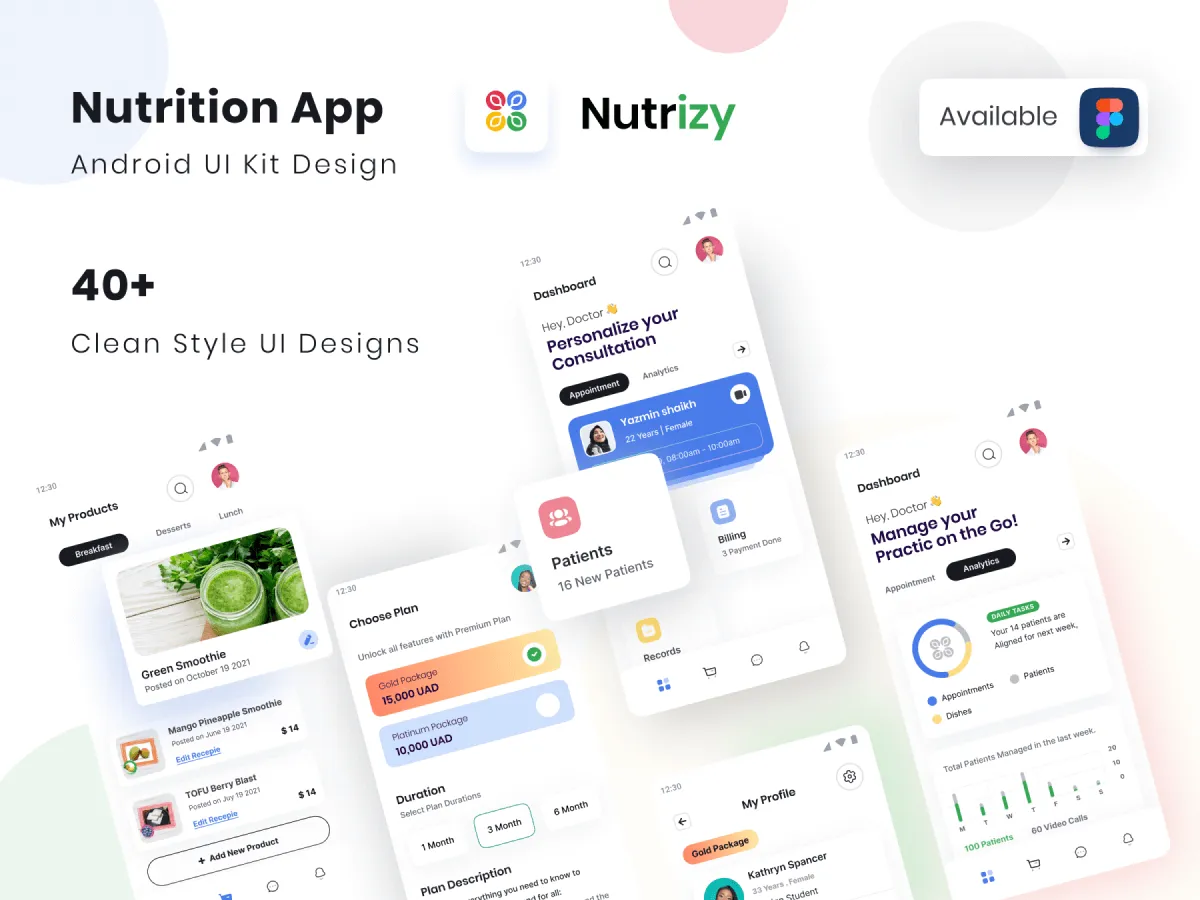 Nutrition App
Android UI Kit Design
Nutrizy
Available
40+
Clean Style UI Designs
12:30
My Products
Breakfast
Desserts
Lunch
Green Smoothie
Posted on October 19 2021
Mango Pineapple Smoothie
Posted on June 19 2021
Edit Recepie
$ 14
TOFU Berry Blast
Posted on Juy 19 2021
Edit Recepie
$ 14
+ Add New Product
12:30
Choose Plan
Unlock all features with Premium Plan
Gold Package
15,000 UAD
Platinum Package
10,000 UAD
Duration
Select Plan Durations
1 Month
3 Month
6 Month
Plan Description
everything you need to know to
for all:
12:30
Dashboard
Hey, Doctor 👋
Personalize your
Consultation
Appointment
Analytics
Yazmin shaikh
22 Years | Female
08:00am - 10:00am
Patients
16 New Patients
Billing
3 Payment Done
Records
12:30
My Profile
Gold Package
Kathryn Spencer
33 Years , Female
Student
12:30
Dashboard
Hey, Doctor 👋
Manage your
Practic on the Go!
Appointment
Analytics
DAILY TASKS
Your 14 patients are
Aligned for next week,
Appointments
Patients
Dishes
Total Patients Managed in the last week.
20
10
0
M T W T F S S
100 Patients
60 Video Calls